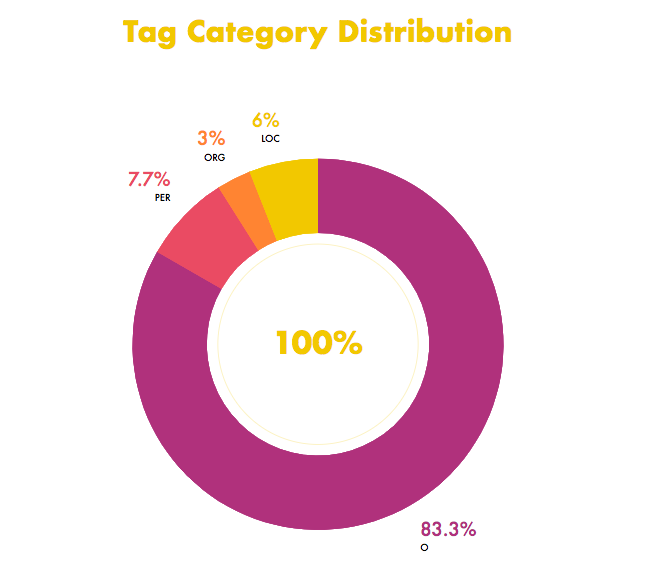 Tag Category Distribution
6%
LOC
3%
ORG
7.7%
PER
100%
83.3%
O